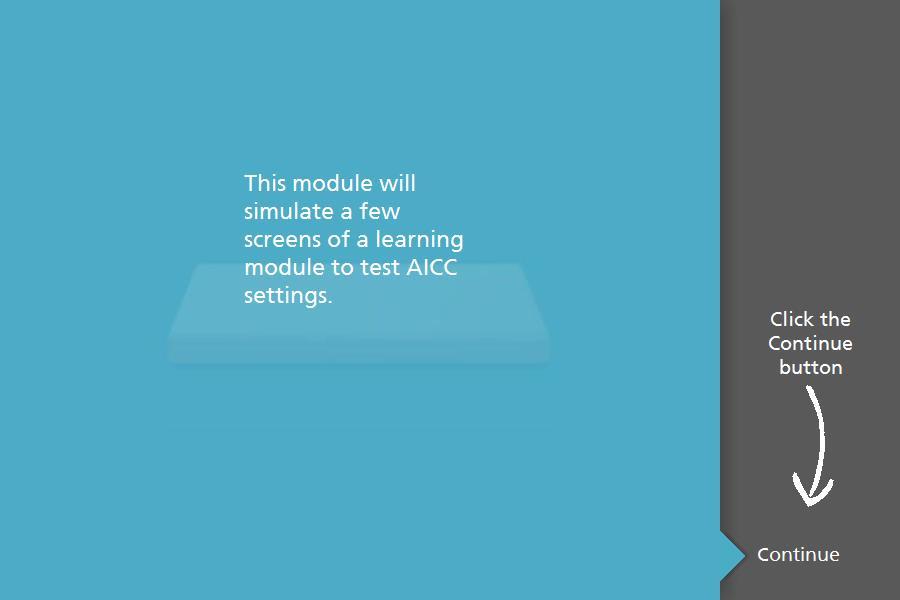 This module will
simulate a few
screens of a learning
module to test AICC
settings.
Click the
Continue
button
Continue